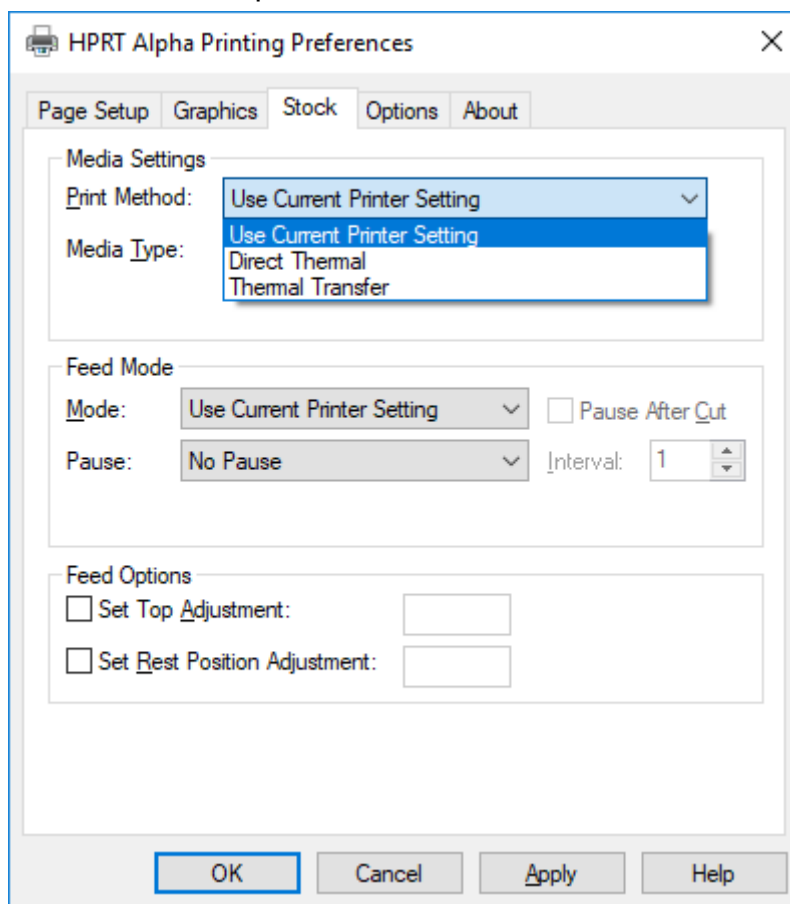 HPRT Alpha Printing Preferences
Page Setup Graphics Stock Options About
Media Settings
Print Method: Use Current Printer Setting
Use Current Printer Setting
Media Type:
Direct Thermal
Thermal Transfer
Feed Mode
Mode: Use Current Printer Setting Pause After Cut
Pause: No Pause Interval: 1
Feed Options
Set Top Adjustment:
Set Rest Position Adjustment:
OK Cancel Apply Help